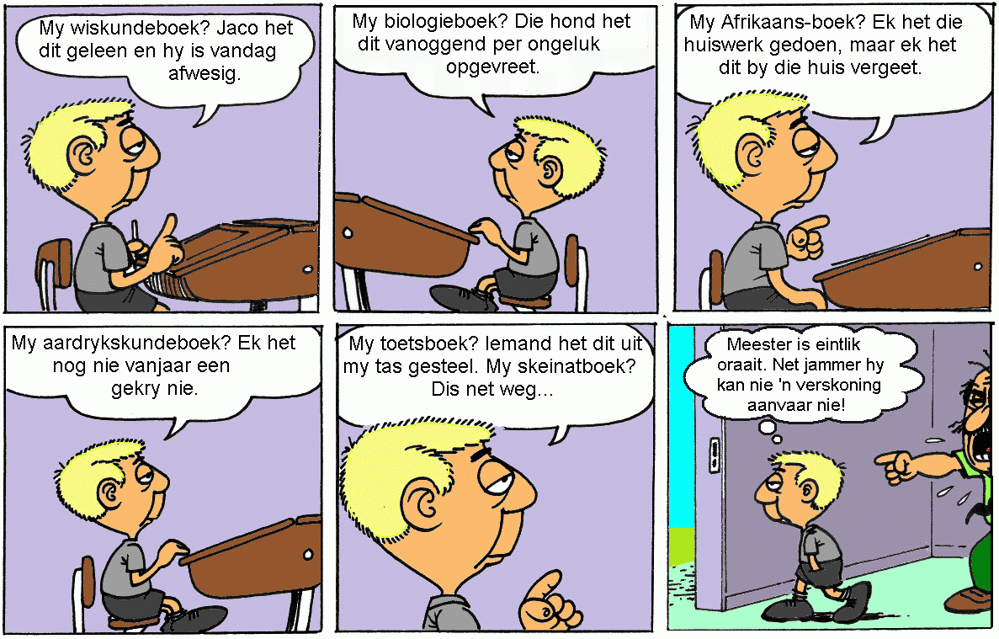 My wiskundeboek? Jaco het
dit geleen en hy is vandag
afwesig.
My biologieboek? Die hond het
dit vanoggend per ongeluk
opgevreet.
My Afrikaans-boek? Ek het die
huiswerk gedoen, maar ek het
dit by die huis vergeet.
My aardrykskundeboek? Ek het
nog nie vanjaar een
gekry nie.
My toetsboek? Iemand het dit uit
my tas gesteel. My skeinatboek?
Dis net weg...
Meester is eintlik
oraait. Net jammer hy
kan nie 'n verskoning
aanvaar nie!